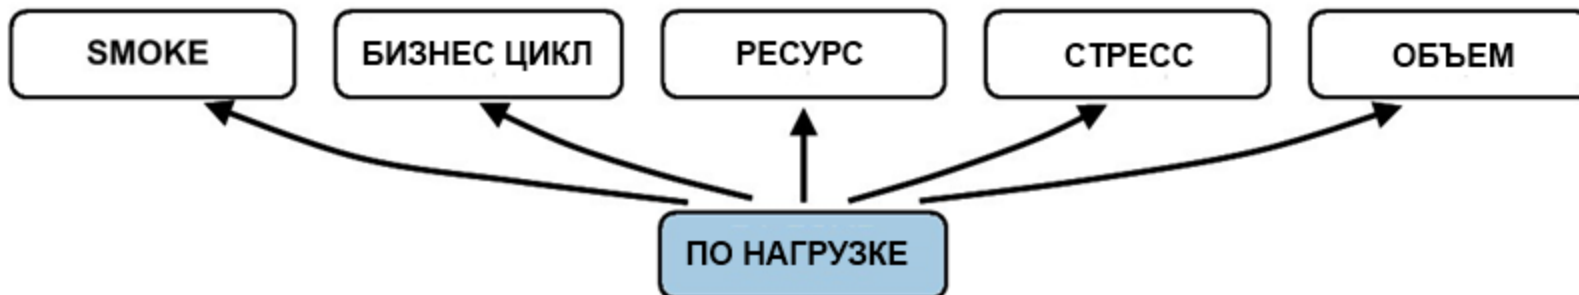 SMOKE
БИЗНЕС ЦИКЛ
РЕСУРС
СТРЕСС
ОБЪЕМ
ПО НАГРУЗКЕ